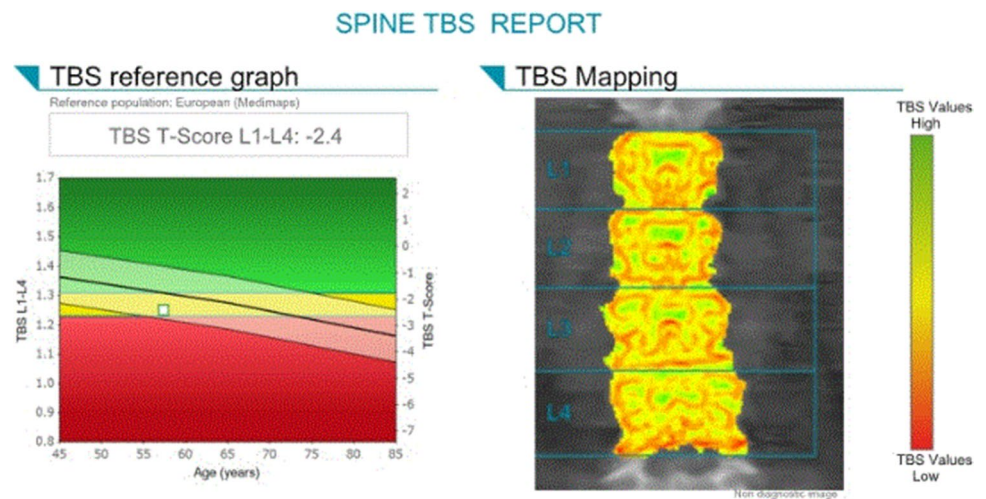 SPINE TBS REPORT
TBS reference graph
Reference population: European (Medimaps)
TBS T-Score L1-L4: -2.4
1.7
1.6
1.5
1.4
1.3
1.2
1.1
1.0
0.9
0.8
TBS L1-L4
2
1
0
-1
-2
-3
-4
-5
-6
-7
TBS T-Score
45 50 55 60 65 70 75 80 85
Age (years)
TBS Mapping
L1
L2
L3
L4
Non diagnostic image
TBS Values
High
TBS Values
Low